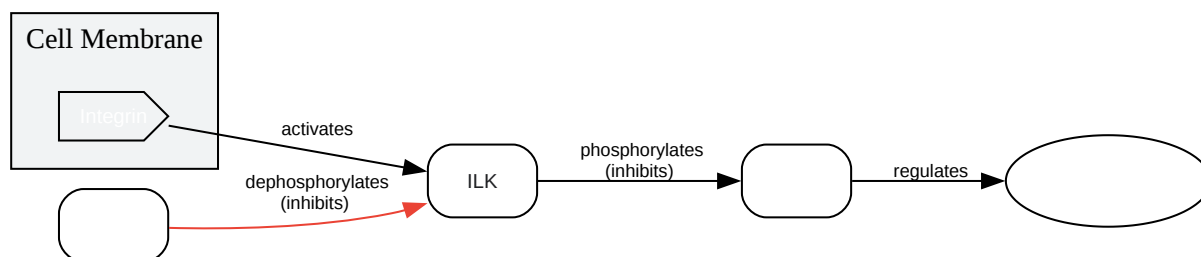 Cell Membrane
Integrin
activates
dephosphorylates
(inhibits)
ILK
phosphorylates
(inhibits)
regulates